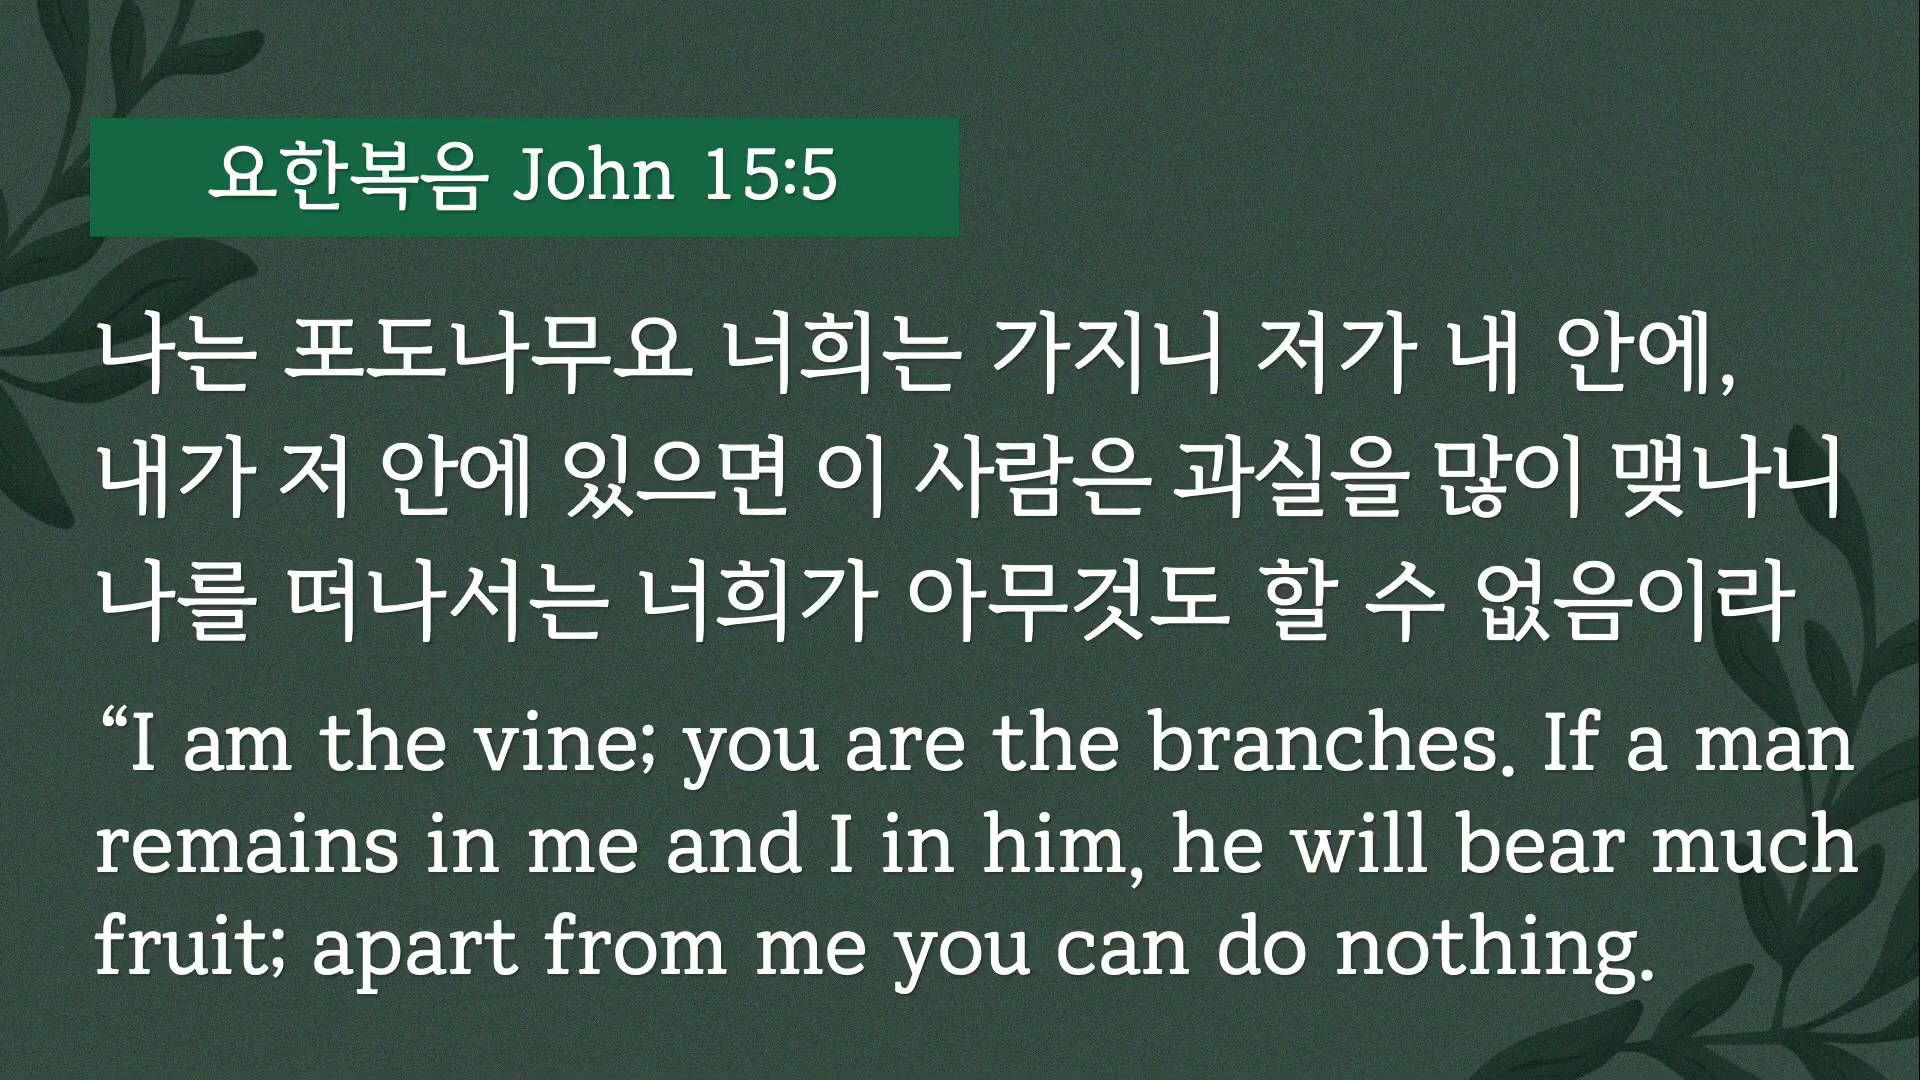 요한복음 John 15:5
나는 포도나무요 너희는 가지니 저가 내 안에,
내가 저 안에 있으면 이 사람은 과실을 많이 맺나니
나를 떠나서는 너희가 아무것도 할 수 없음이라
“I am the vine; you are the branches. If a man
remains in me and I in him, he will bear much
fruit; apart from me you can do nothing.